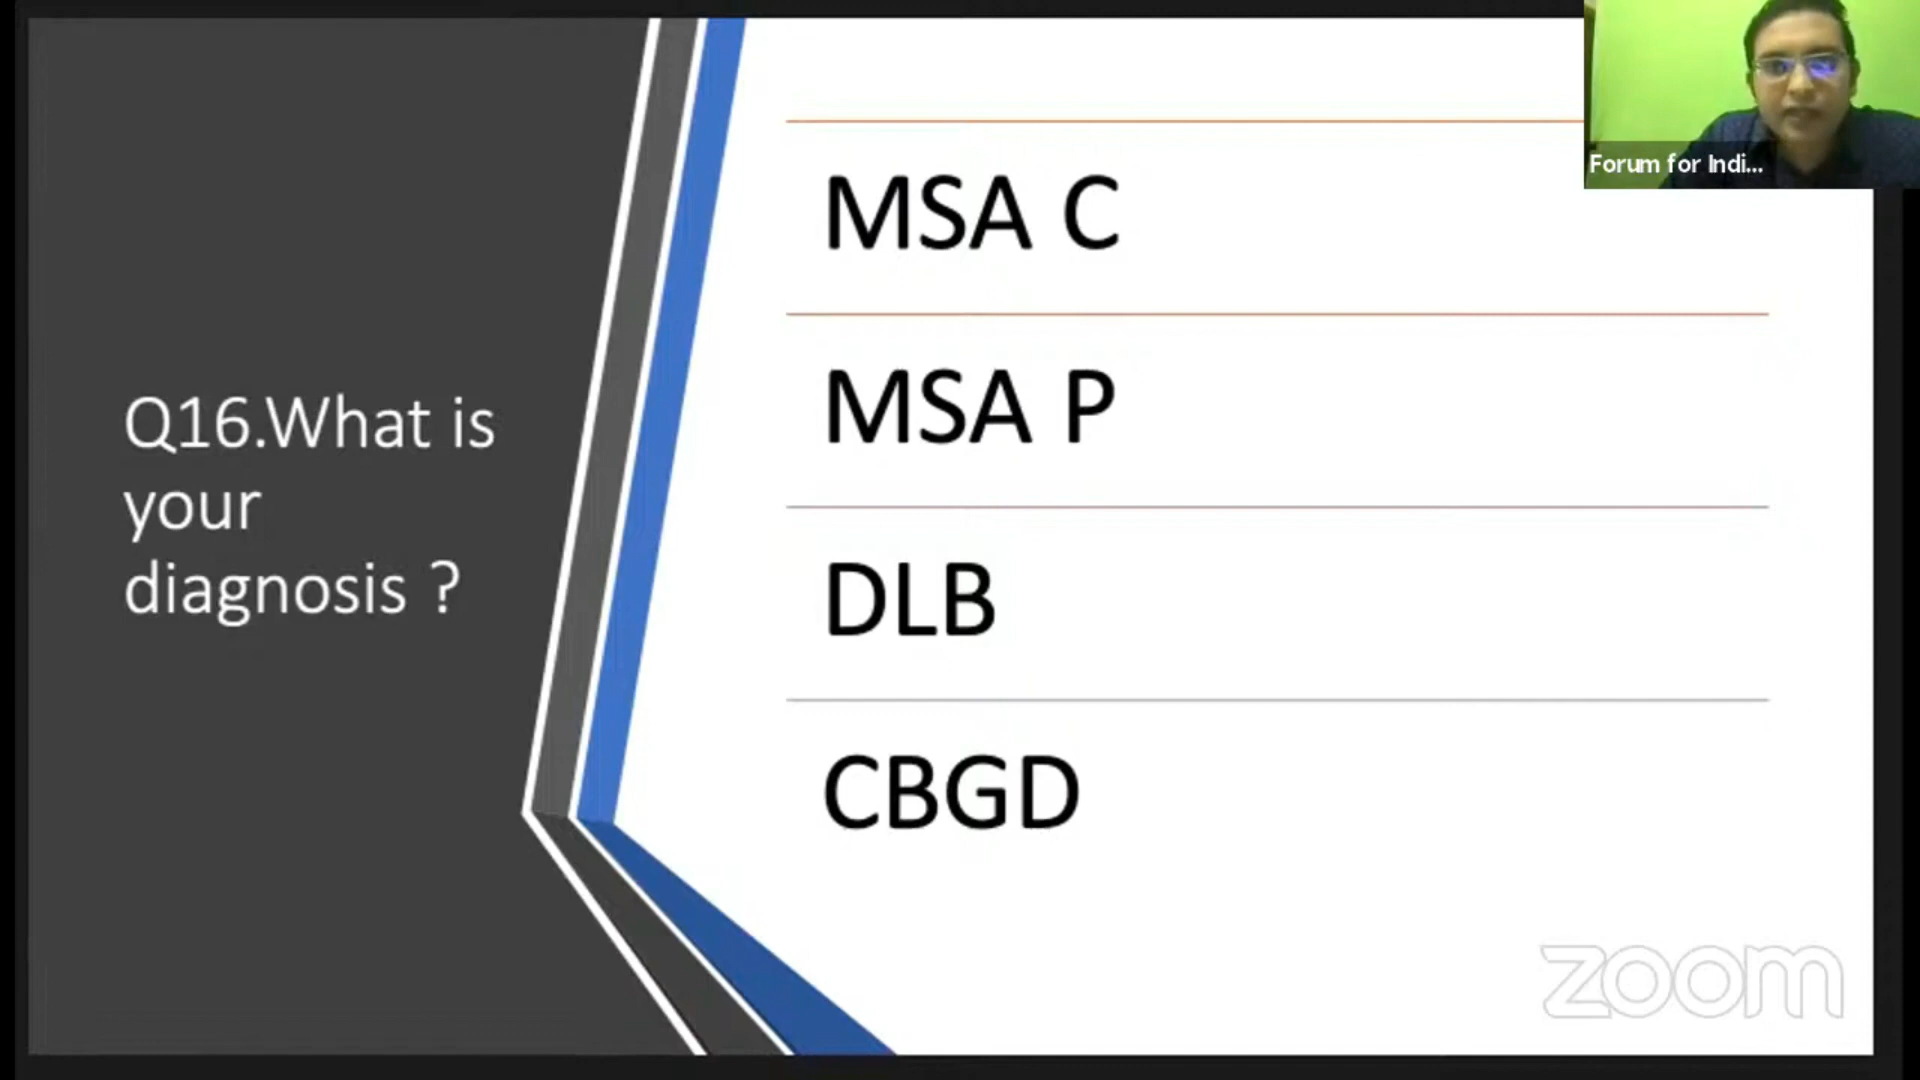 Forum for Indi...
MSA C
MSA P
Q16.What is
your
diagnosis ?
DLB
CBGD
zoom